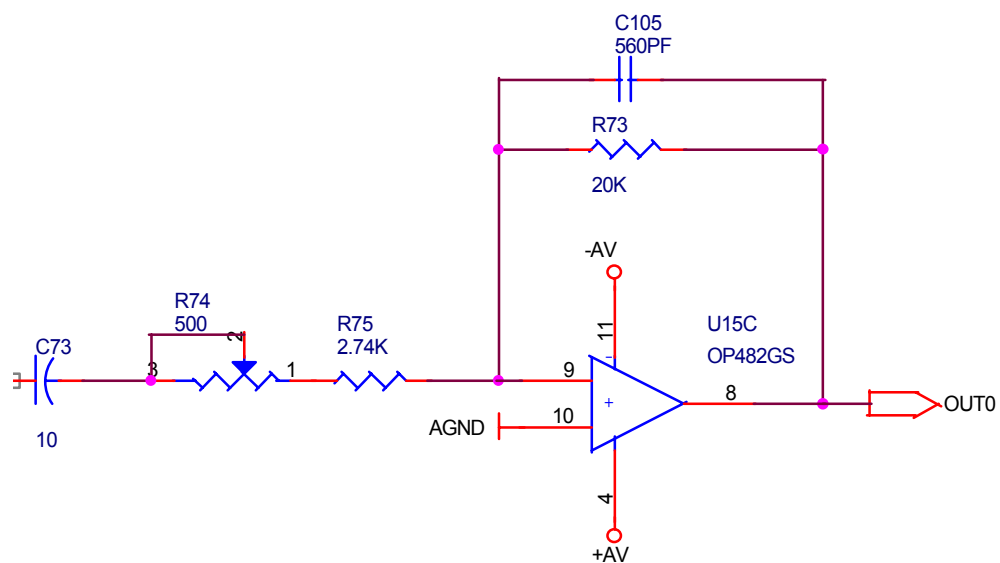 C105
560PF
R73
20K
-AV
11
R74
500
2
C73
3
1
R75
2.74K
U15C
OP482GS
9
-
+
10
8
AGND
OUT0
10
4
+AV